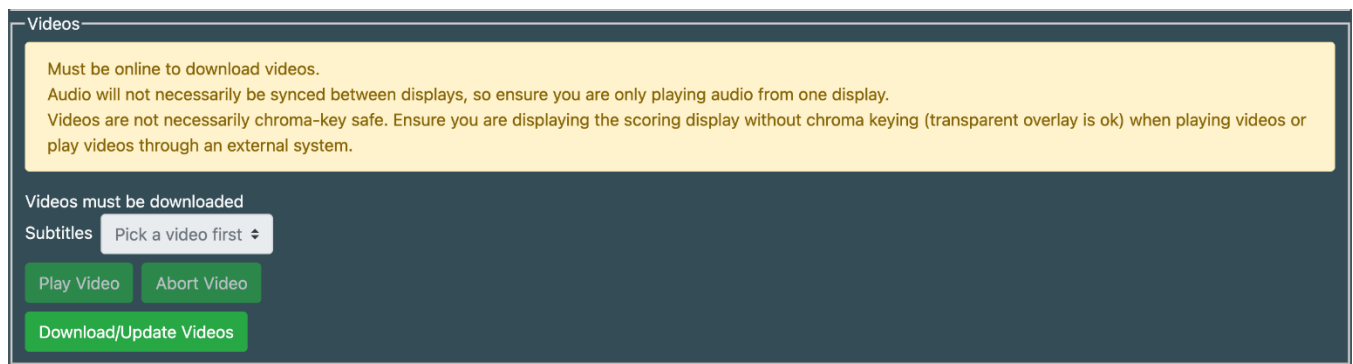 Videos
Must be online to download videos.
Audio will not necessarily be synced between displays, so ensure you are only playing audio from one display.
Videos are not necessarily chroma-key safe. Ensure you are displaying the scoring display without chroma keying (transparent overlay is ok) when playing videos or
play videos through an external system.
Videos must be downloaded
Subtitles Pick a video first
Play Video Abort Video
Download/Update Videos